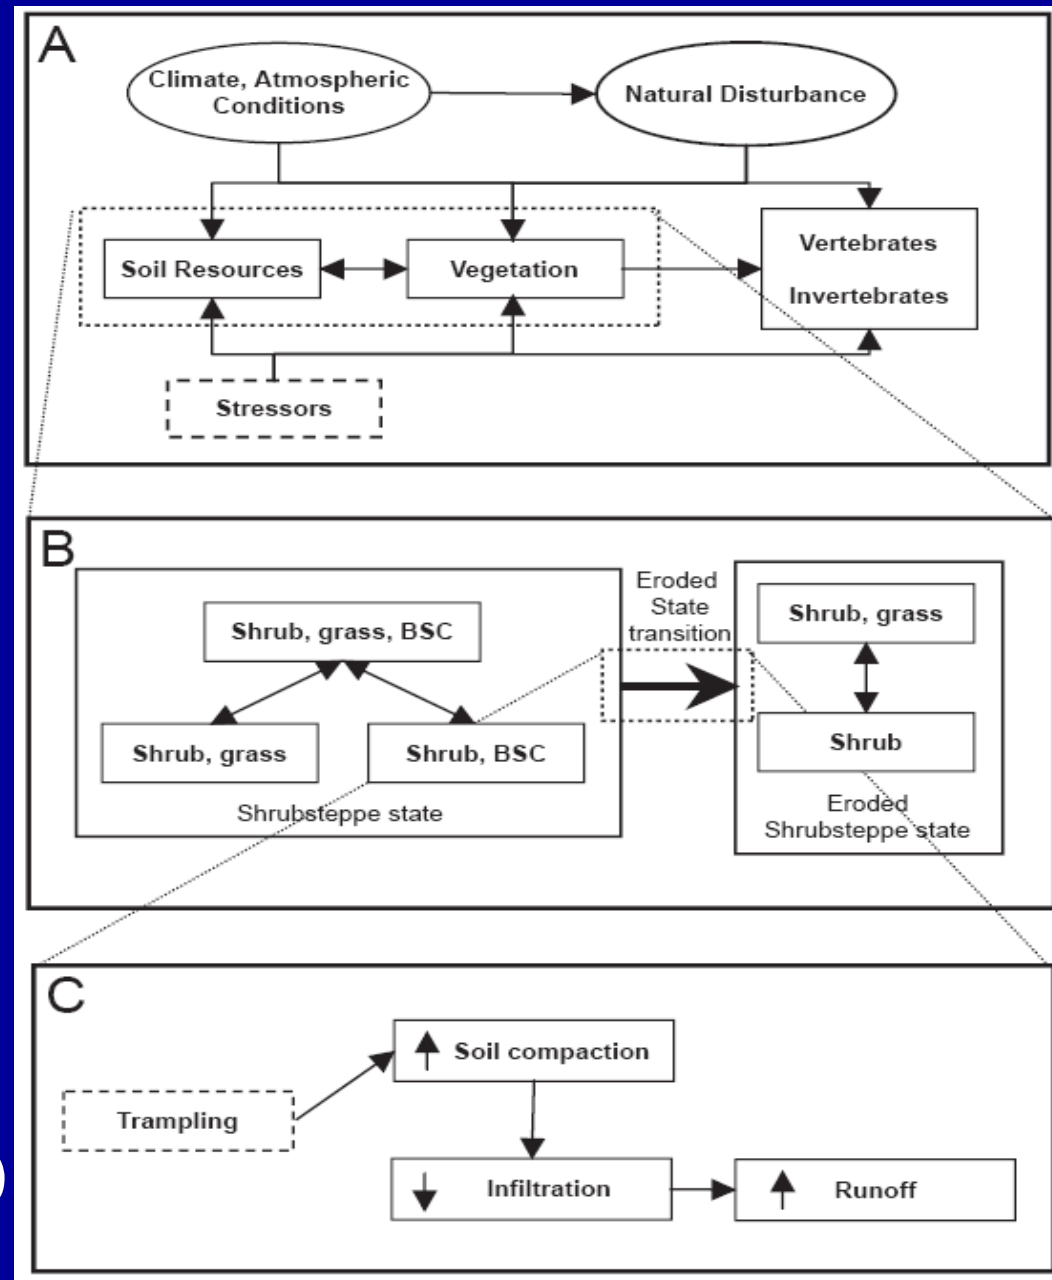 A
Climate, Atmospheric
Conditions
Natural Disturbance
Soil Resources
Vegetation
Vertebrates
Invertebrates
Stressors
B
Shrub, grass, BSC
Shrub, grass
Shrub, BSC
Shrubsteppe state
Eroded
State
transition
Shrub, grass
Shrub
Eroded
Shrubsteppe state
C
Soil compaction
Trampling
Infiltration
Runoff
)